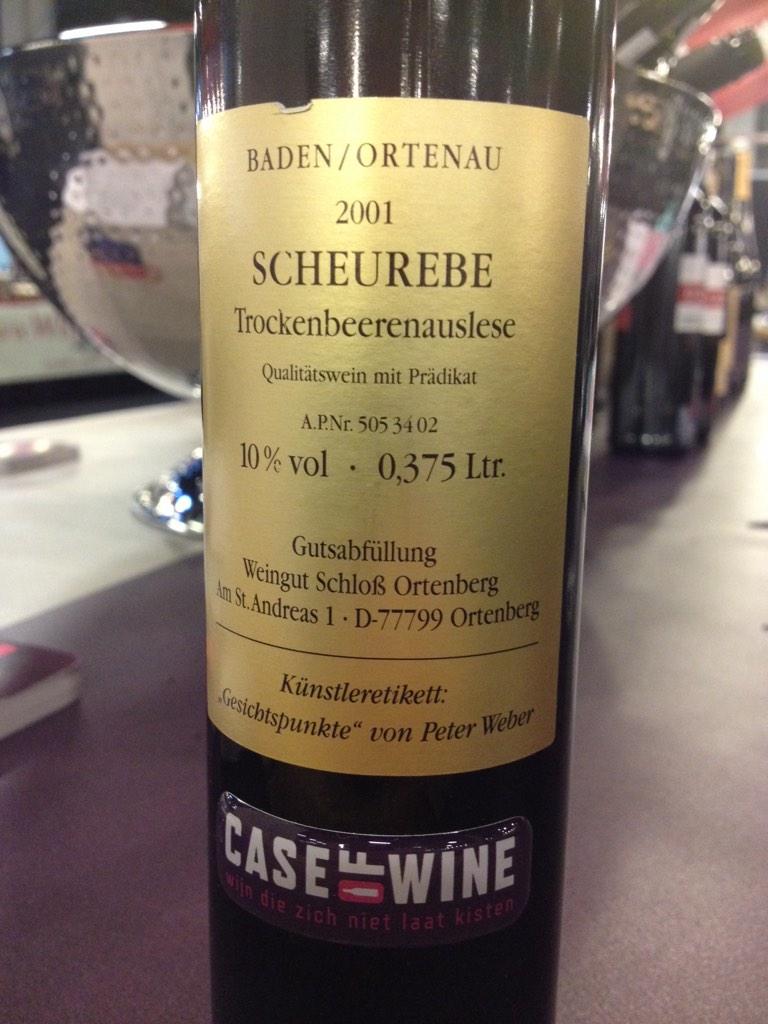 BADEN/ORTENAU
2001
SCHEUREBE
Trockenbeerenauslese
Qualitätswein mit Prädikat
A.P.Nr. 505 34 02
10% vol · 0,375 Ltr.
Gutsabfüllung
Weingut Schloß Ortenberg
Am St. Andreas 1 · D-77799 Ortenberg
Künstleretikett:
„Gesichtspunkte“ von Peter Weber
CASE OF WINE
wijn die zich niet laat kisten